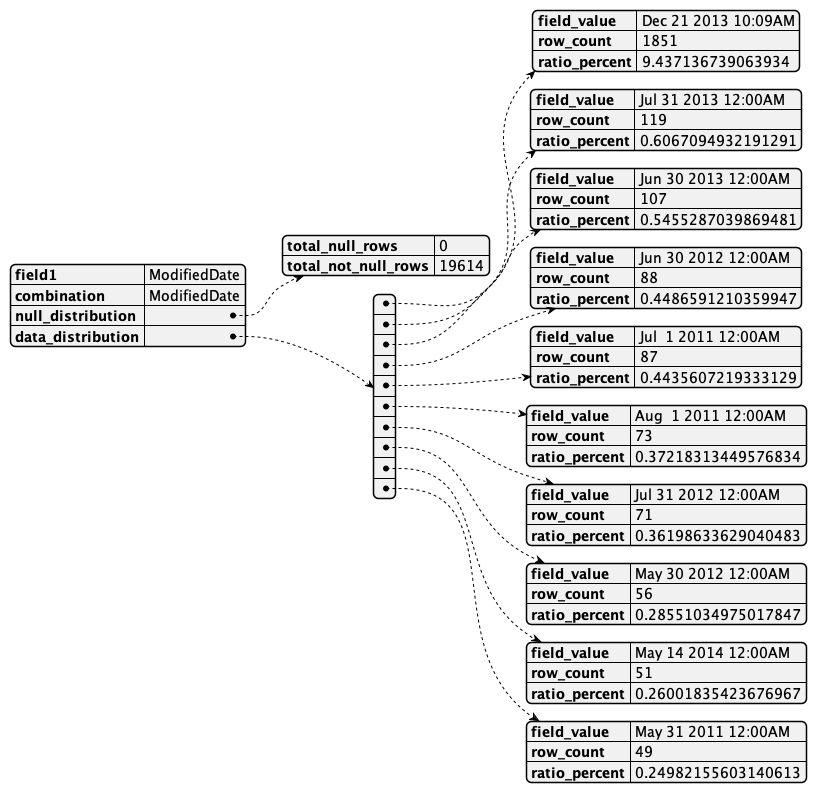 field1 ModifiedDate
combination ModifiedDate
null_distribution
data_distribution
total_null_rows 0
total_not_null_rows 19614
field_value Dec 21 2013 10:09AM
row_count 1851
ratio_percent 9.437136739063934
field_value Jul 31 2013 12:00AM
row_count 119
ratio_percent 0.6067094932191291
field_value Jun 30 2013 12:00AM
row_count 107
ratio_percent 0.5455287039869481
field_value Jun 30 2012 12:00AM
row_count 88
ratio_percent 0.4486591210359947
field_value Jul  1 2011 12:00AM
row_count 87
ratio_percent 0.4435607219333129
field_value Aug  1 2011 12:00AM
row_count 73
ratio_percent 0.37218313449576834
field_value Jul 31 2012 12:00AM
row_count 71
ratio_percent 0.36198633629040483
field_value May 30 2012 12:00AM
row_count 56
ratio_percent 0.28551034975017847
field_value May 14 2014 12:00AM
row_count 51
ratio_percent 0.26001835423676967
field_value May 31 2011 12:00AM
row_count 49
ratio_percent 0.24982155603140613